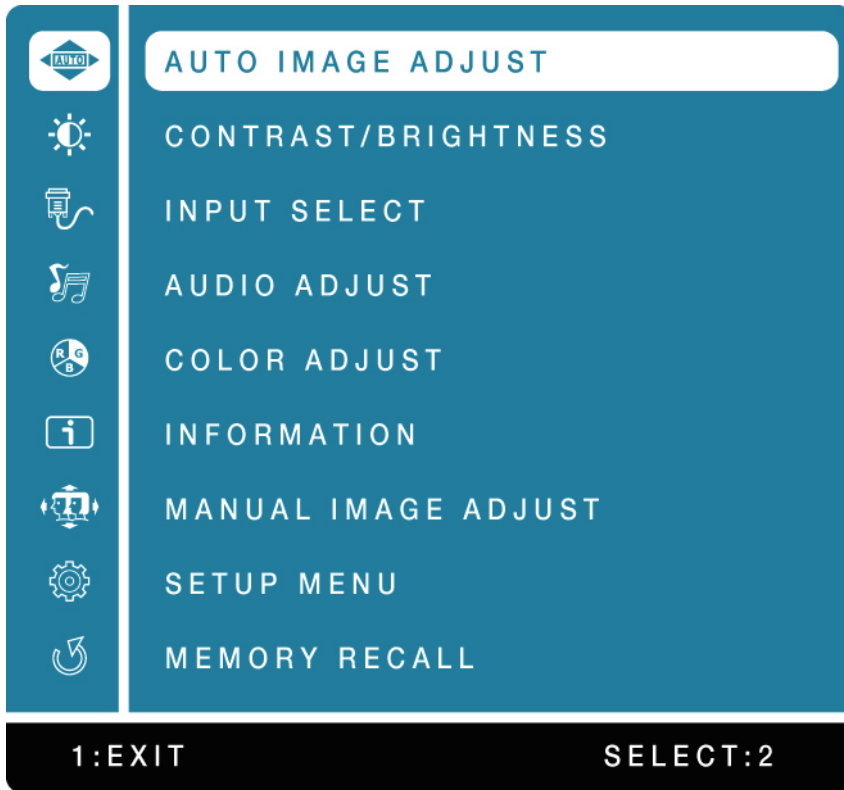 AUTO
AUTO IMAGE ADJUST
CONTRAST/BRIGHTNESS
INPUT SELECT
AUDIO ADJUST
R G
B
COLOR ADJUST
i
INFORMATION
MANUAL IMAGE ADJUST
SETUP MENU
MEMORY RECALL
1:EXIT SELECT:2